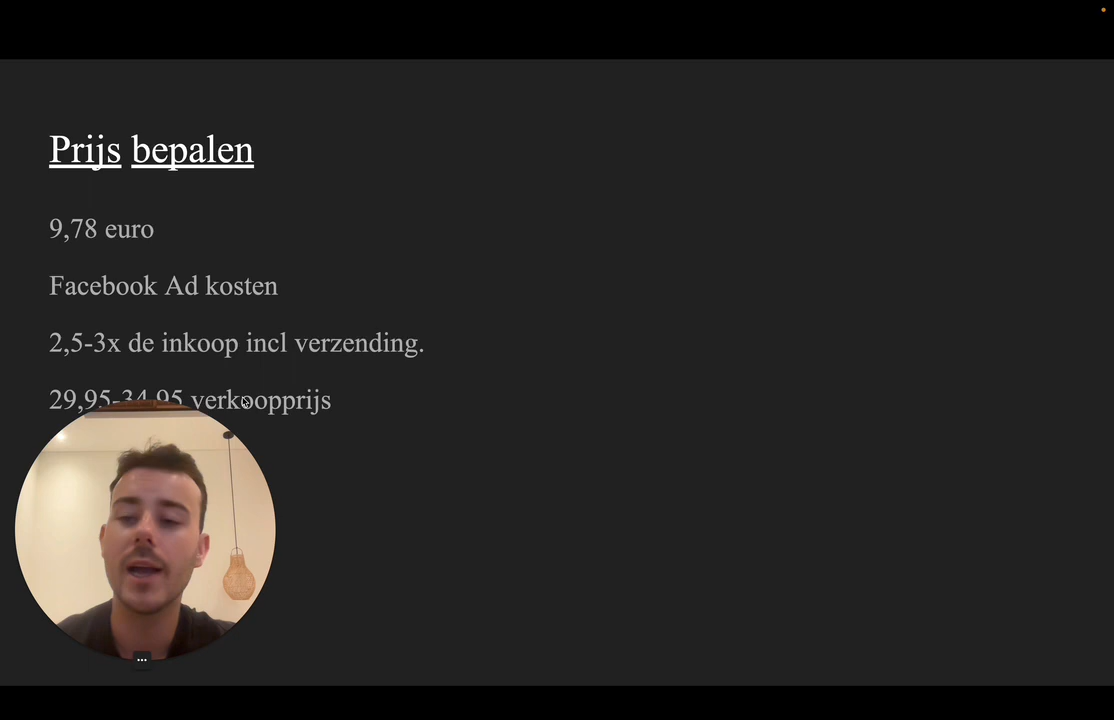 Prijs bepalen
9,78 euro
Facebook Ad kosten
2,5-3x de inkoop incl verzending.
29,95-34,95 verkoopprijs